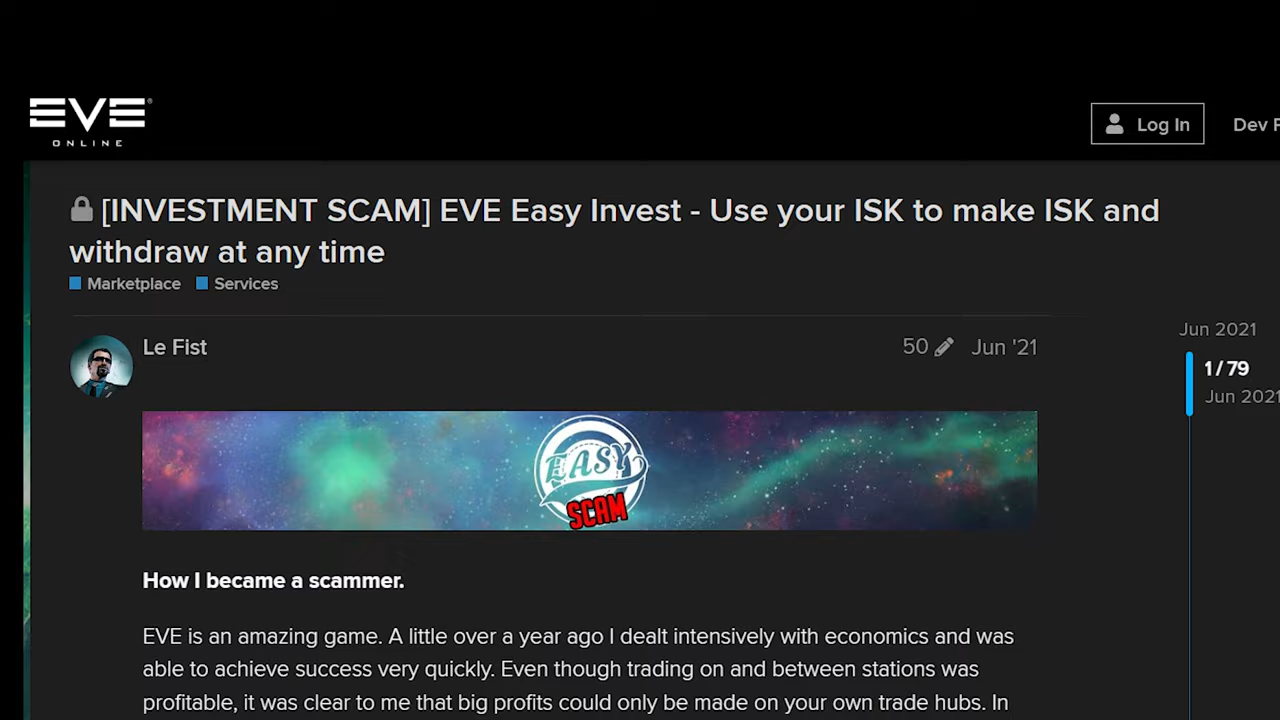 EVE
ONLINE
Log In
Dev
[INVESTMENT SCAM] EVE Easy Invest - Use your ISK to make ISK and
withdraw at any time
Marketplace Services
Le Fist 50 Jun '21
Jun 2021
1 / 79
Jun 2021
EASY
SCAM
How I became a scammer.
EVE is an amazing game. A little over a year ago I dealt intensively with economics and was
able to achieve success very quickly. Even though trading on and between stations was
profitable, it was clear to me that big profits could only be made on your own trade hubs. In